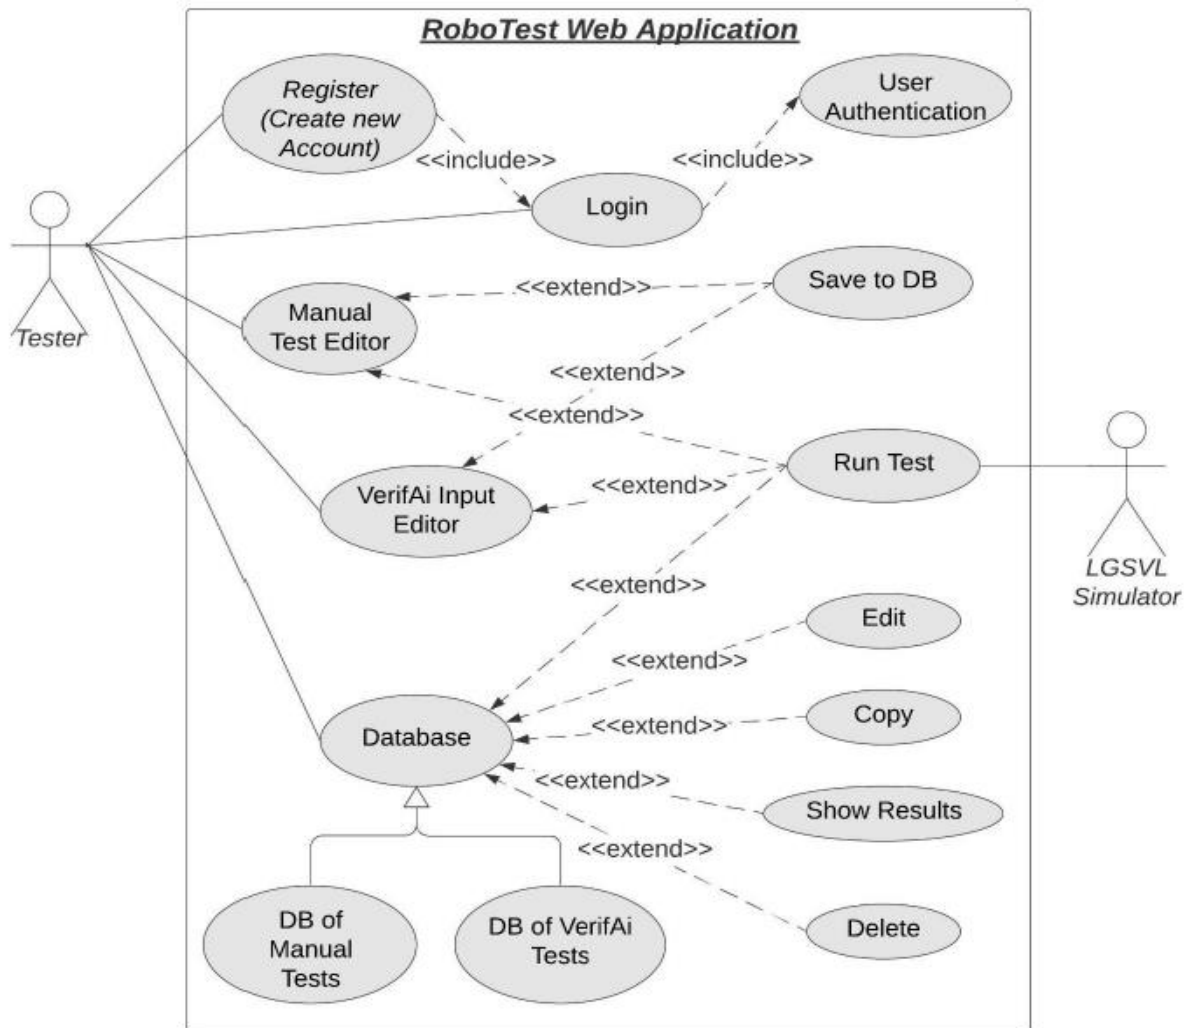 RoboTest Web Application
Register
(Create new
Account)
User
Authentication
<<include>>
<<include>>
Login
Tester
Manual
Test Editor
<<extend>>
Save to DB
<<extend>>
<<extend>>
Run Test
VerifAi Input
Editor
<<extend>>
LGSVL
Simulator
<<extend>>
Edit
<<extend>>
Database
<<extend>>
Copy
<<extend>>
Show Results
<<extend>>
DB of
Manual
Tests
DB of VerifAi
Tests
Delete